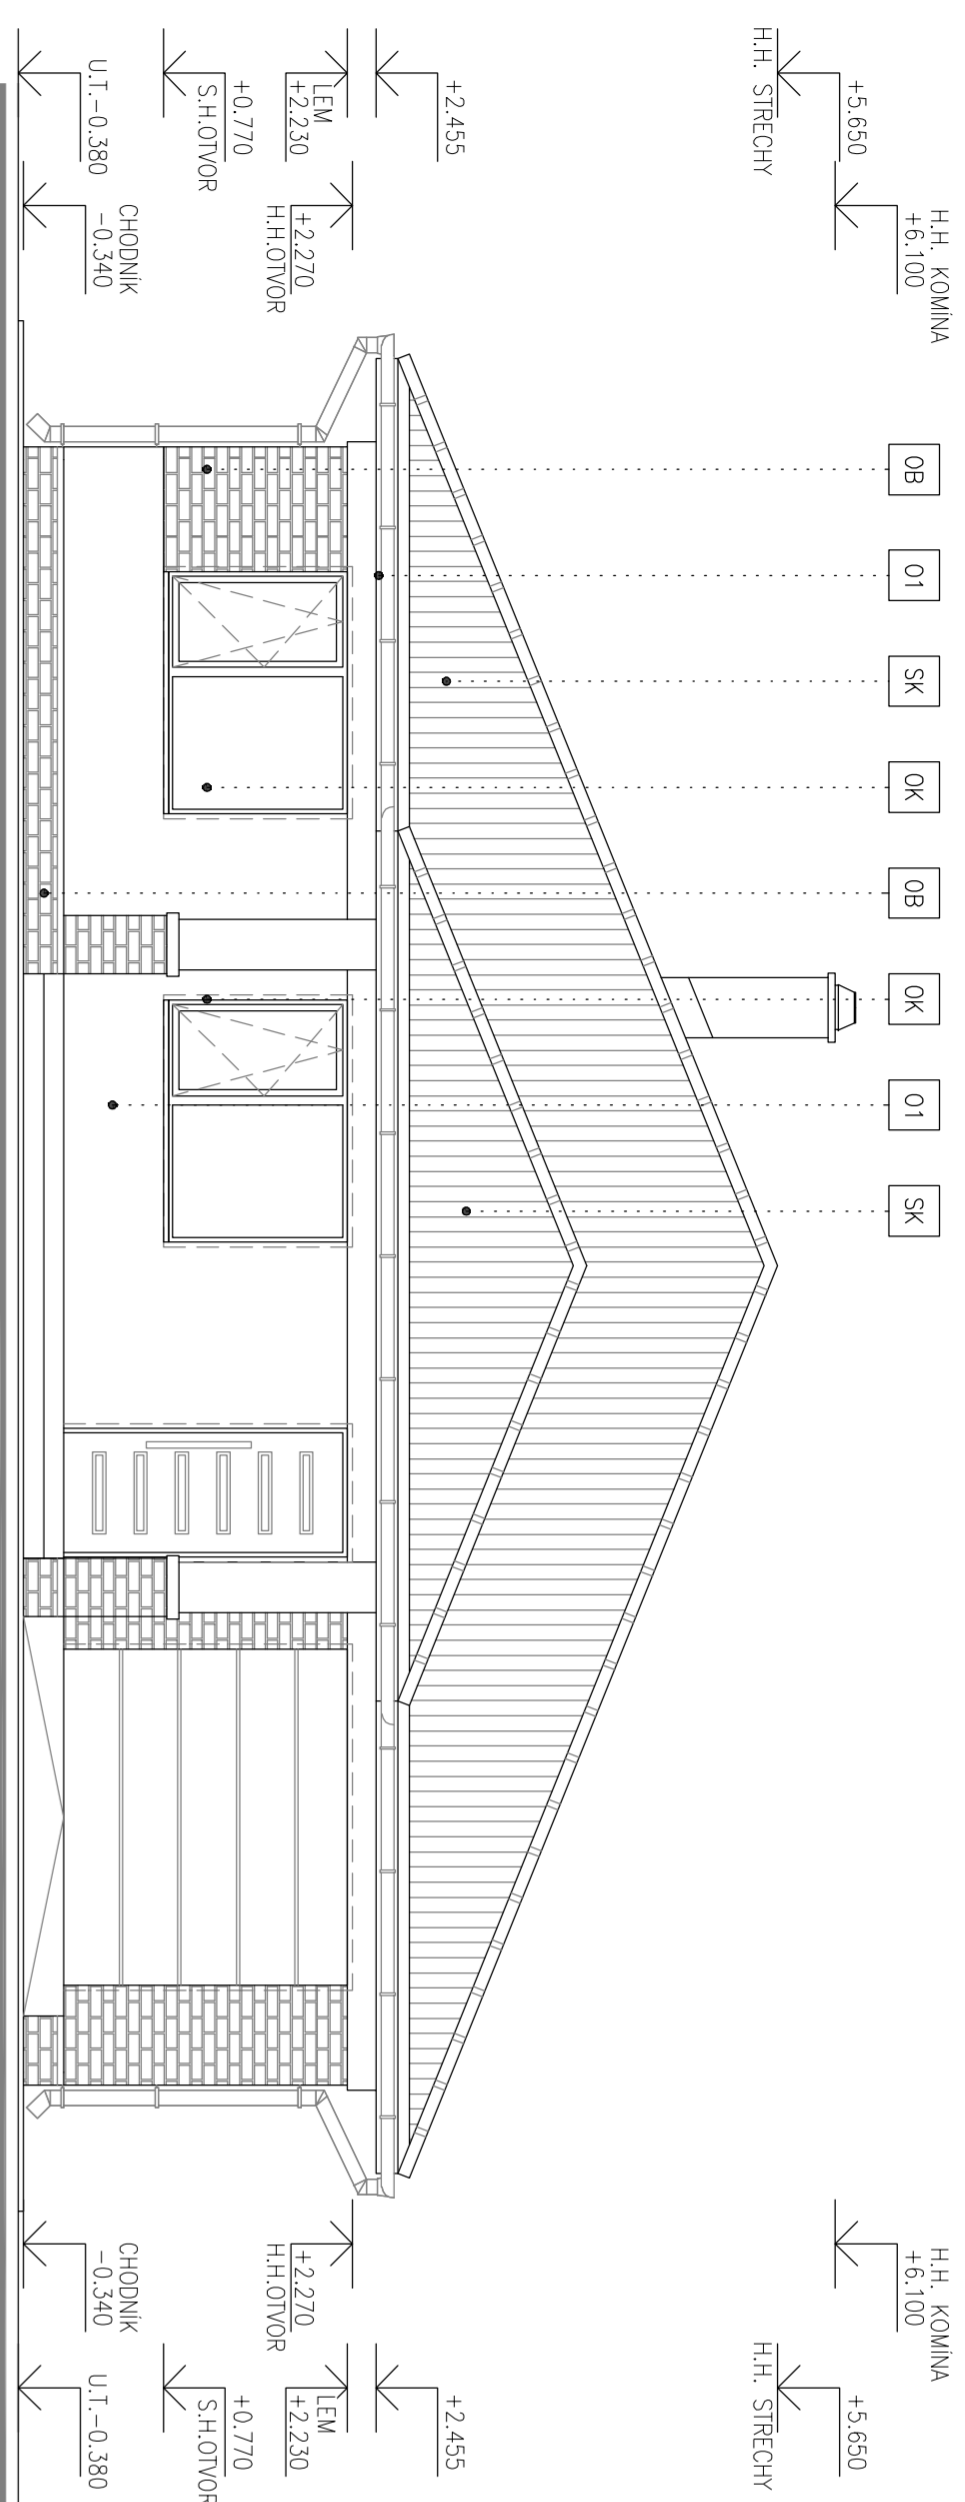 H.H. KOMÍNA
+6.100
+5.650
H.H. STRECHY
+2.455
LEM
+2.230
+2.270
H.H.OTVOR
+0.770
S.H.OTVOR
CHODNÍK
-0.340
U.T.-0.380
OB
O1
SK
OK
OB
OK
O1
SK
H.H. KOMÍNA
+6.100
+5.650
H.H. STRECHY
+2.455
+2.270
H.H.OTVOR
LEM
+2.230
+0.770
S.H.OTVOR
CHODNÍK
-0.340
U.T.-0.380